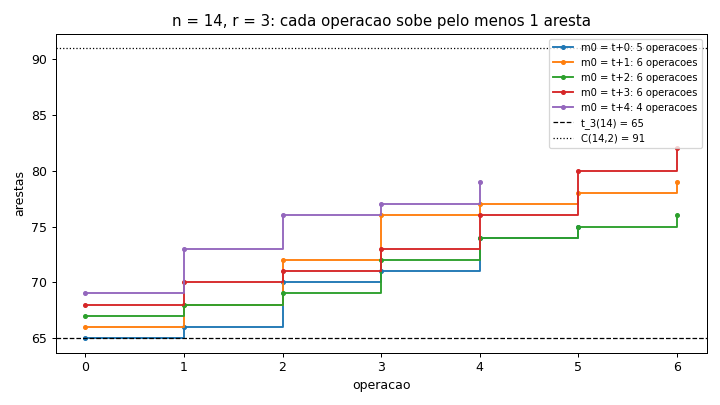 n = 14, r = 3: cada operacao sobe pelo menos 1 aresta
arestas
90
85
80
75
70
65
m0 = t+0: 5 operacoes
m0 = t+1: 6 operacoes
m0 = t+2: 6 operacoes
m0 = t+3: 6 operacoes
m0 = t+4: 4 operacoes
t_3(14) = 65
C(14,2) = 91
0 1 2 3 4 5 6
operacao